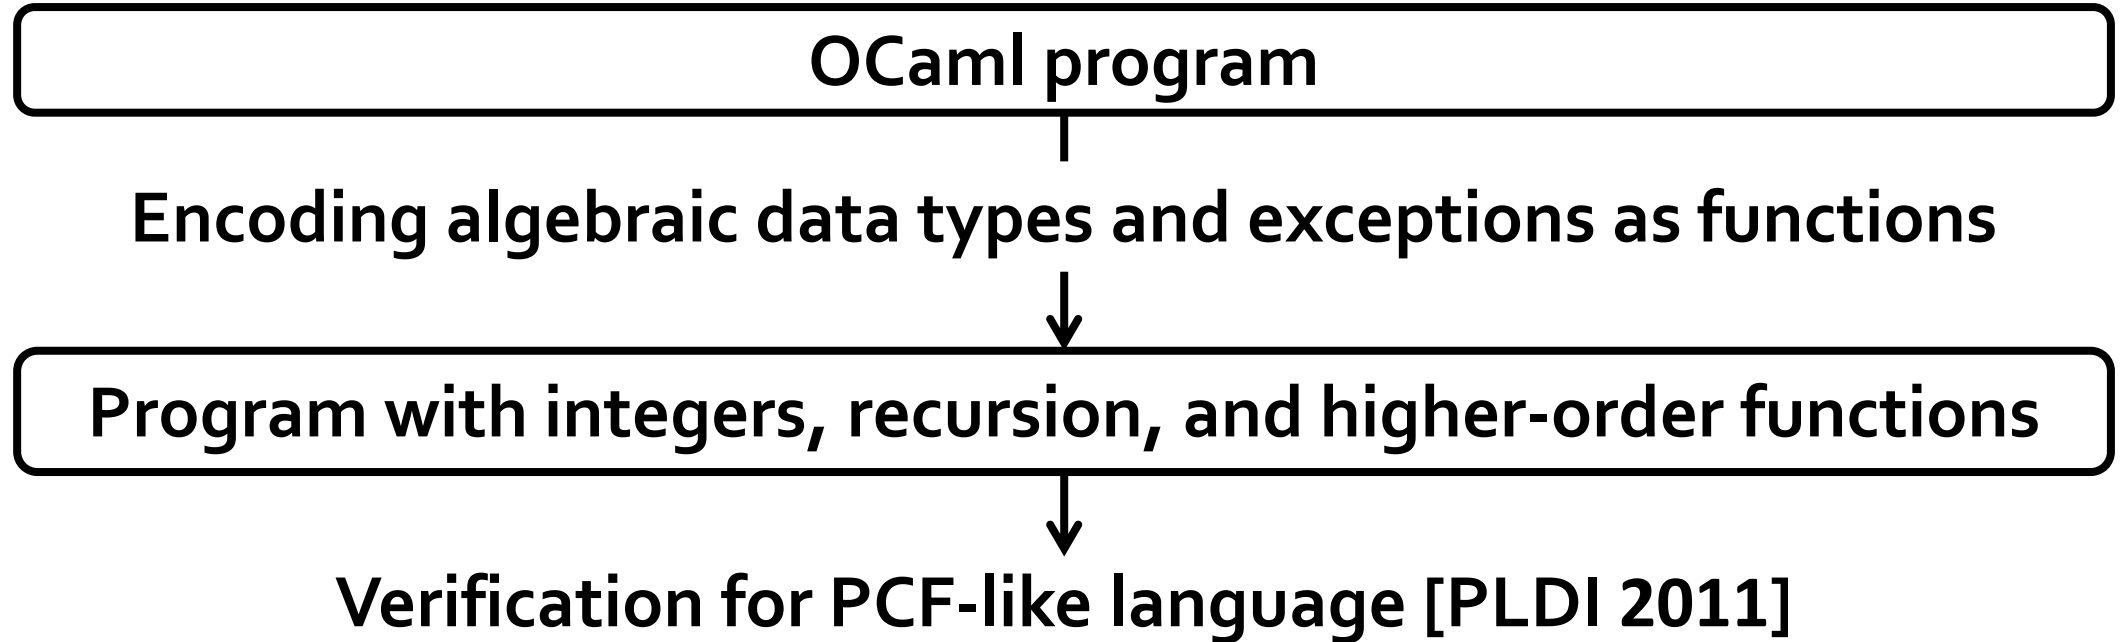 OCaml program
Encoding algebraic data types and exceptions as functions
Program with integers, recursion, and higher-order functions
Verification for PCF-like language [PLDI 2011]